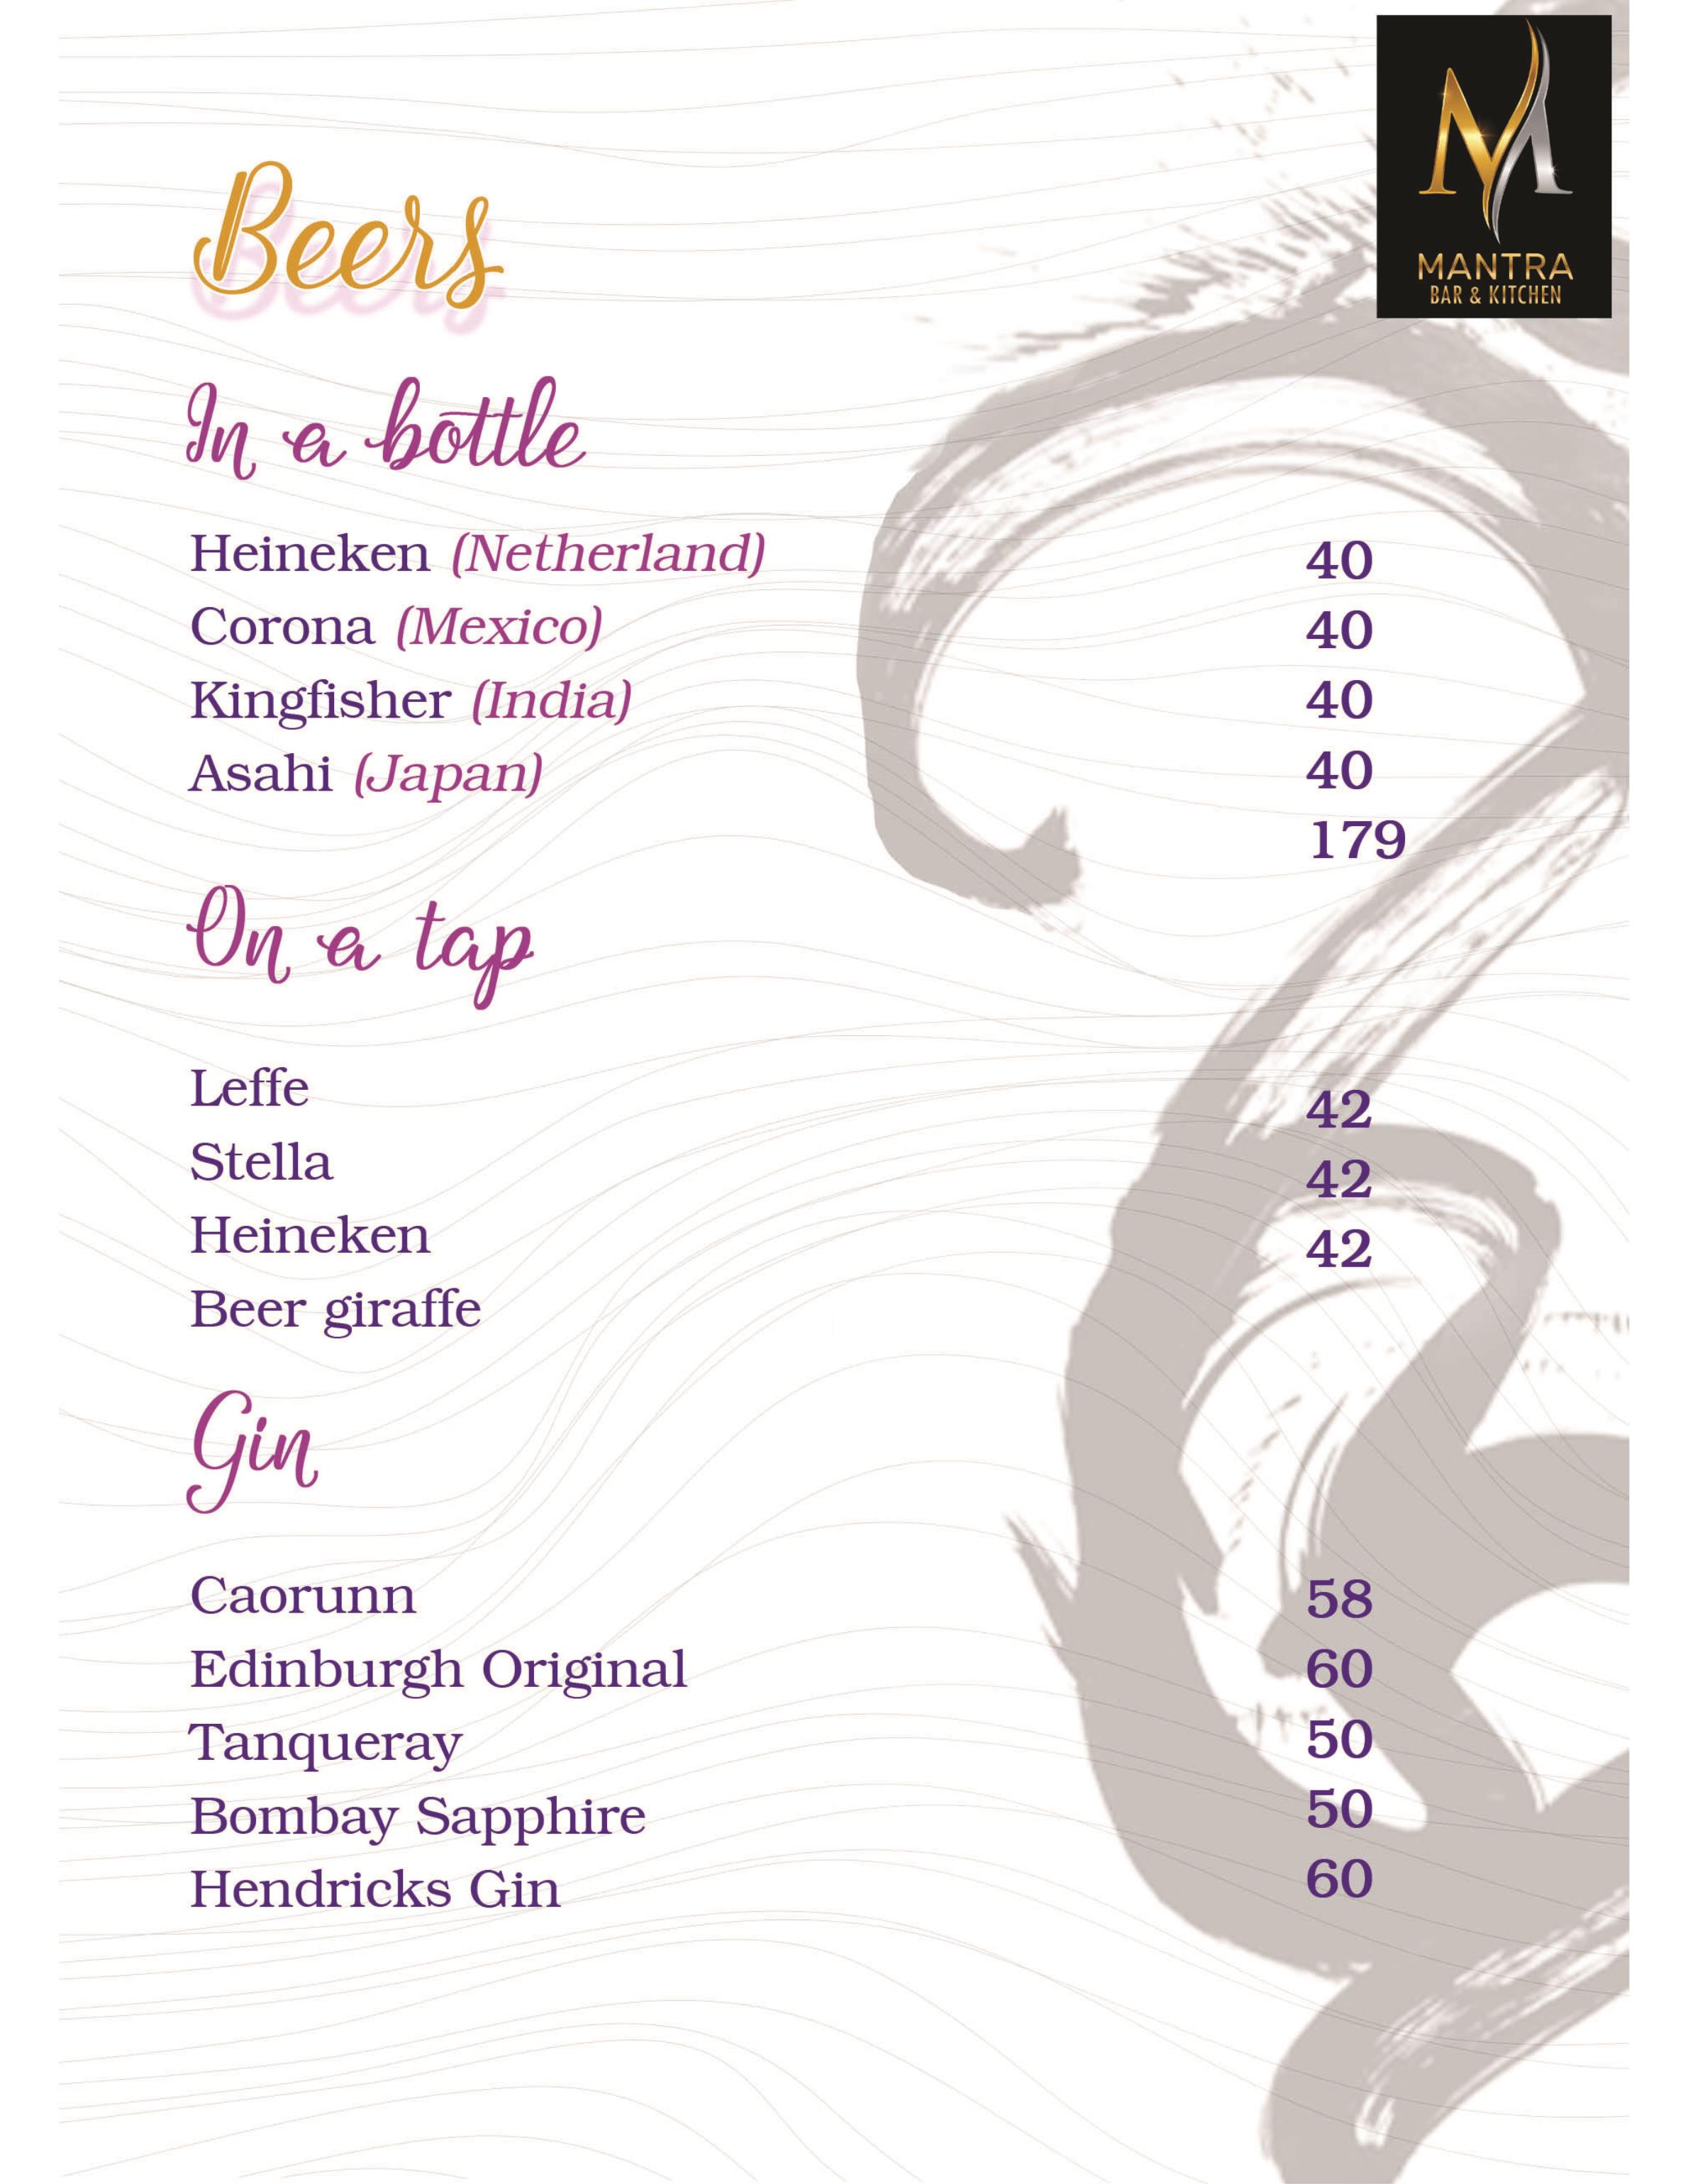 MANTRA
BAR & KITCHEN
Beers
In a bottle
Heineken (Netherland) 40
Corona (Mexico) 40
Kingfisher (India) 40
Asahi (Japan) 40
179
On a tap
Leffe 42
Stella 42
Heineken 42
Beer giraffe
Gin
Caorunn 58
Edinburgh Original 60
Tanqueray 50
Bombay Sapphire 50
Hendricks Gin 60